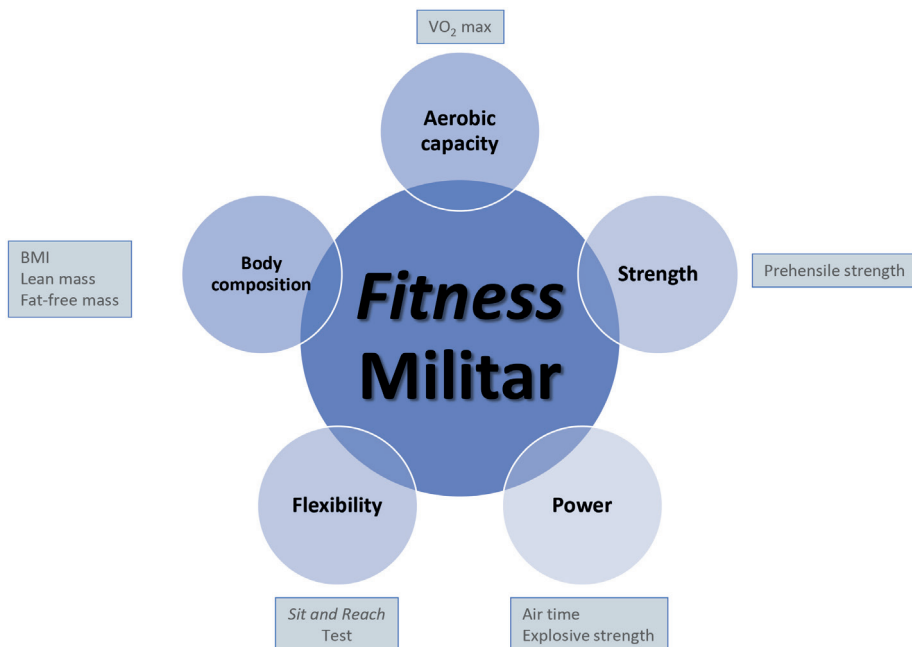 VO₂ max
Aerobic
capacity
Body
composition
BMI
Lean mass
Fat-free mass
Fitness
Militar
Strength
Prehensile strength
Flexibility
Sit and Reach
Test
Power
Air time
Explosive strength